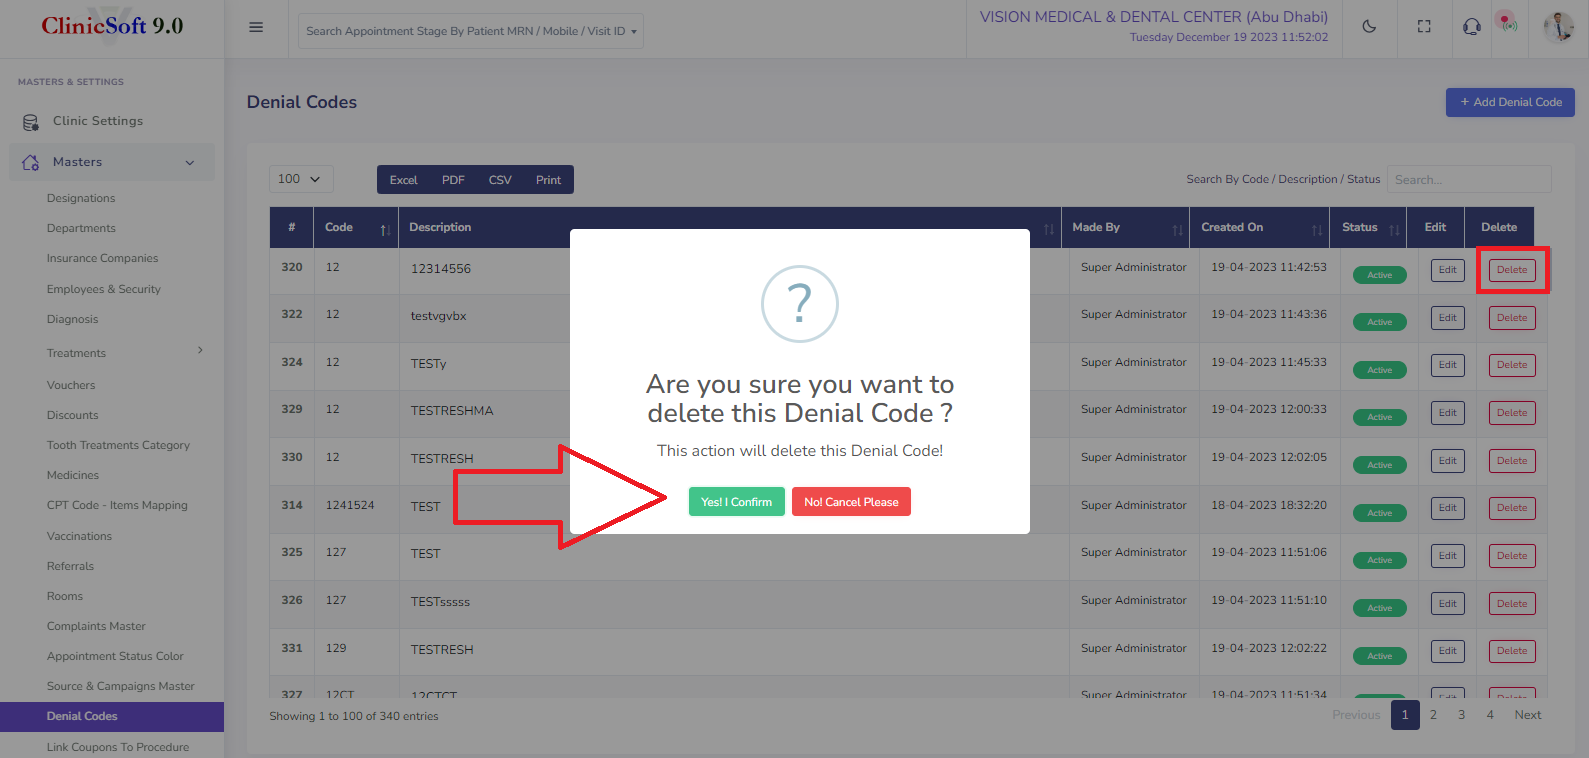 ClinicSoft 9.0
Search Appointment Stage By Patient MRN / Mobile / Visit ID
VISION MEDICAL & DENTAL CENTER (Abu Dhabi)
Tuesday December 19 2023 11:52:02
MASTERS & SETTINGS
Clinic Settings
Masters
Designations
Departments
Insurance Companies
Employees & Security
Diagnosis
Treatments
Vouchers
Discounts
Tooth Treatments Category
Medicines
CPT Code - Items Mapping
Vaccinations
Referrals
Rooms
Complaints Master
Appointment Status Color
Source & Campaigns Master
Denial Codes
Link Coupons To Procedure
Denial Codes
+ Add Denial Code
100
Excel PDF CSV Print
Search By Code / Description / Status Search...
# Code Description Made By Created On Status Edit Delete
320 12 12314556 Super Administrator 19-04-2023 11:42:53 Active Edit Delete
322 12 testvgvbx Super Administrator 19-04-2023 11:43:36 Active Edit Delete
324 12 TESTy Super Administrator 19-04-2023 11:45:33 Active Edit Delete
329 12 TESTRESHMA Super Administrator 19-04-2023 12:00:33 Active Edit Delete
330 12 TESTRESH Super Administrator 19-04-2023 12:02:05 Active Edit Delete
314 1241524 TEST Super Administrator 18-04-2023 18:32:20 Active Edit Delete
325 127 TEST Super Administrator 19-04-2023 11:51:06 Active Edit Delete
326 127 TESTsssss Super Administrator 19-04-2023 11:51:10 Active Edit Delete
331 129 TESTRESH Super Administrator 19-04-2023 12:02:22 Active Edit Delete
327 12CT 12CTCT Super Administrator 19-04-2023 11:51:34 Edit Delete
Showing 1 to 100 of 340 entries
Previous 1 2 3 4 Next
?
Are you sure you want to
delete this Denial Code ?
This action will delete this Denial Code!
Yes! I Confirm No! Cancel Please